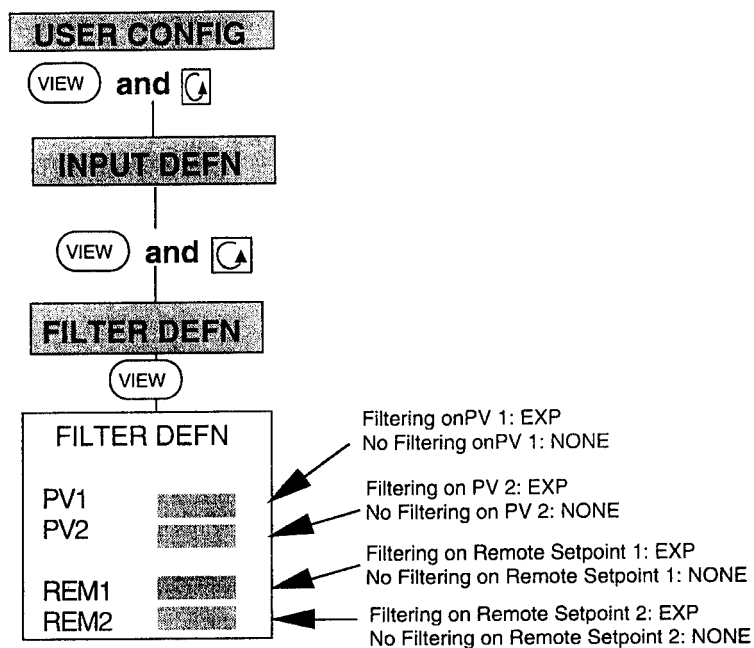 USER CONFIG
VIEW and
INPUT DEFN
VIEW and
FILTER DEFN
VIEW
FILTER DEFN
PV1
PV2
REM1
REM2
Filtering onPV 1: EXP
No Filtering onPV 1: NONE
Filtering on PV 2: EXP
No Filtering on PV 2: NONE
Filtering on Remote Setpoint 1: EXP
No Filtering on Remote Setpoint 1: NONE
Filtering on Remote Setpoint 2: EXP
No Filtering on Remote Setpoint 2: NONE